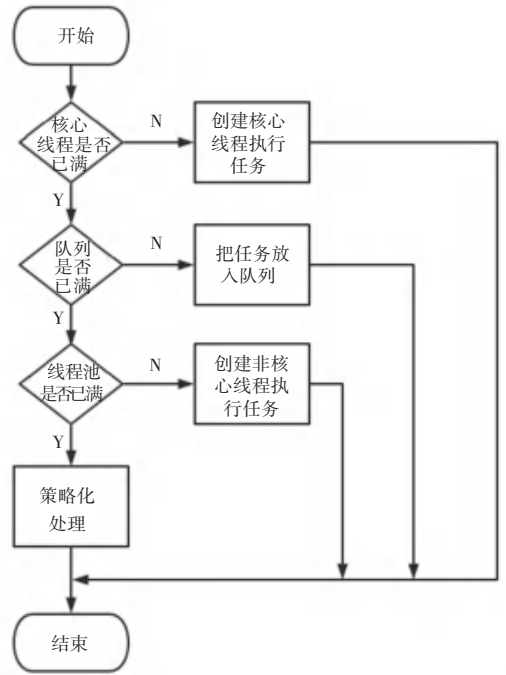 开始
核心
线程是否
已满
N
创建核心
线程执行
任务
Y
队列
是否
已满
N
把任务放
入队列
Y
线程池
是否已满
N
创建非核
心线程执
行任务
Y
策略化
处理
结束